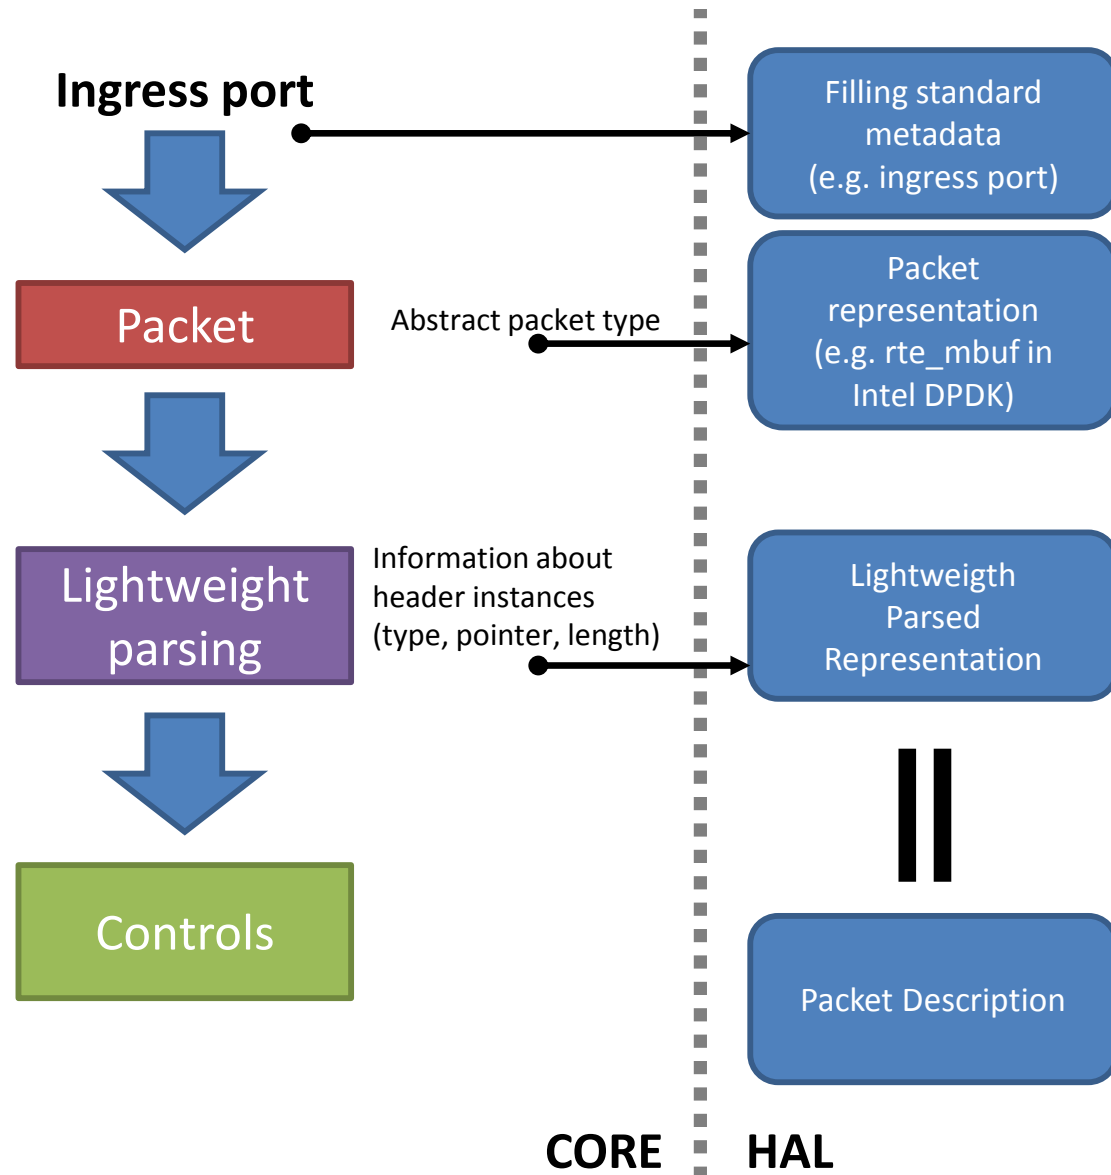 Ingress port
Filling standard
metadata
(e.g. ingress port)
Packet
Abstract packet type
Packet
representation
(e.g. rte_mbuf in
Intel DPDK)
Lightweight
parsing
Information about
header instances
(type, pointer, length)
Lightweigth
Parsed
Representation
Controls
Packet Description
CORE
HAL